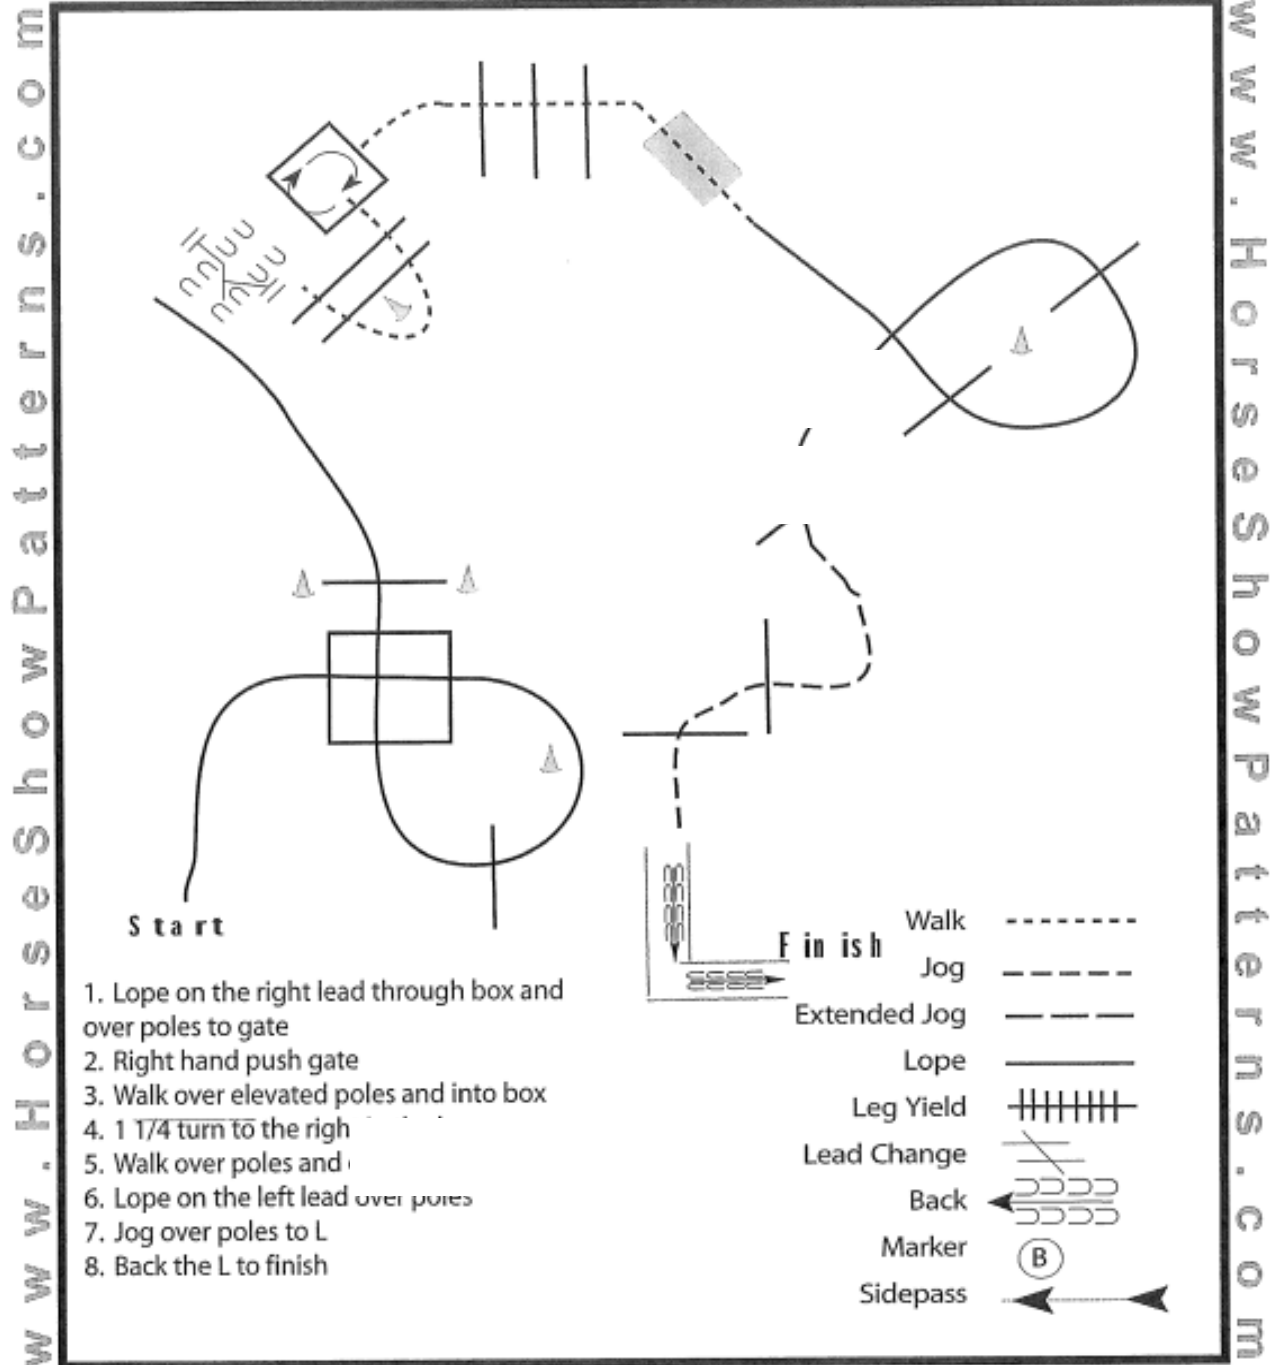 www.HorseShowPatterns.com
www.HorseShowPatterns.com
Start
Finish
1. Lope on the right lead through box and
over poles to gate
2. Right hand push gate
3. Walk over elevated poles and into box
4. 1 1/4 turn to the righ
5. Walk over poles and
6. Lope on the left lead over poles
7. Jog over poles to L
8. Back the L to finish
Walk
Jog
Extended Jog
Lope
Leg Yield
Lead Change
Back
Marker B
Sidepass